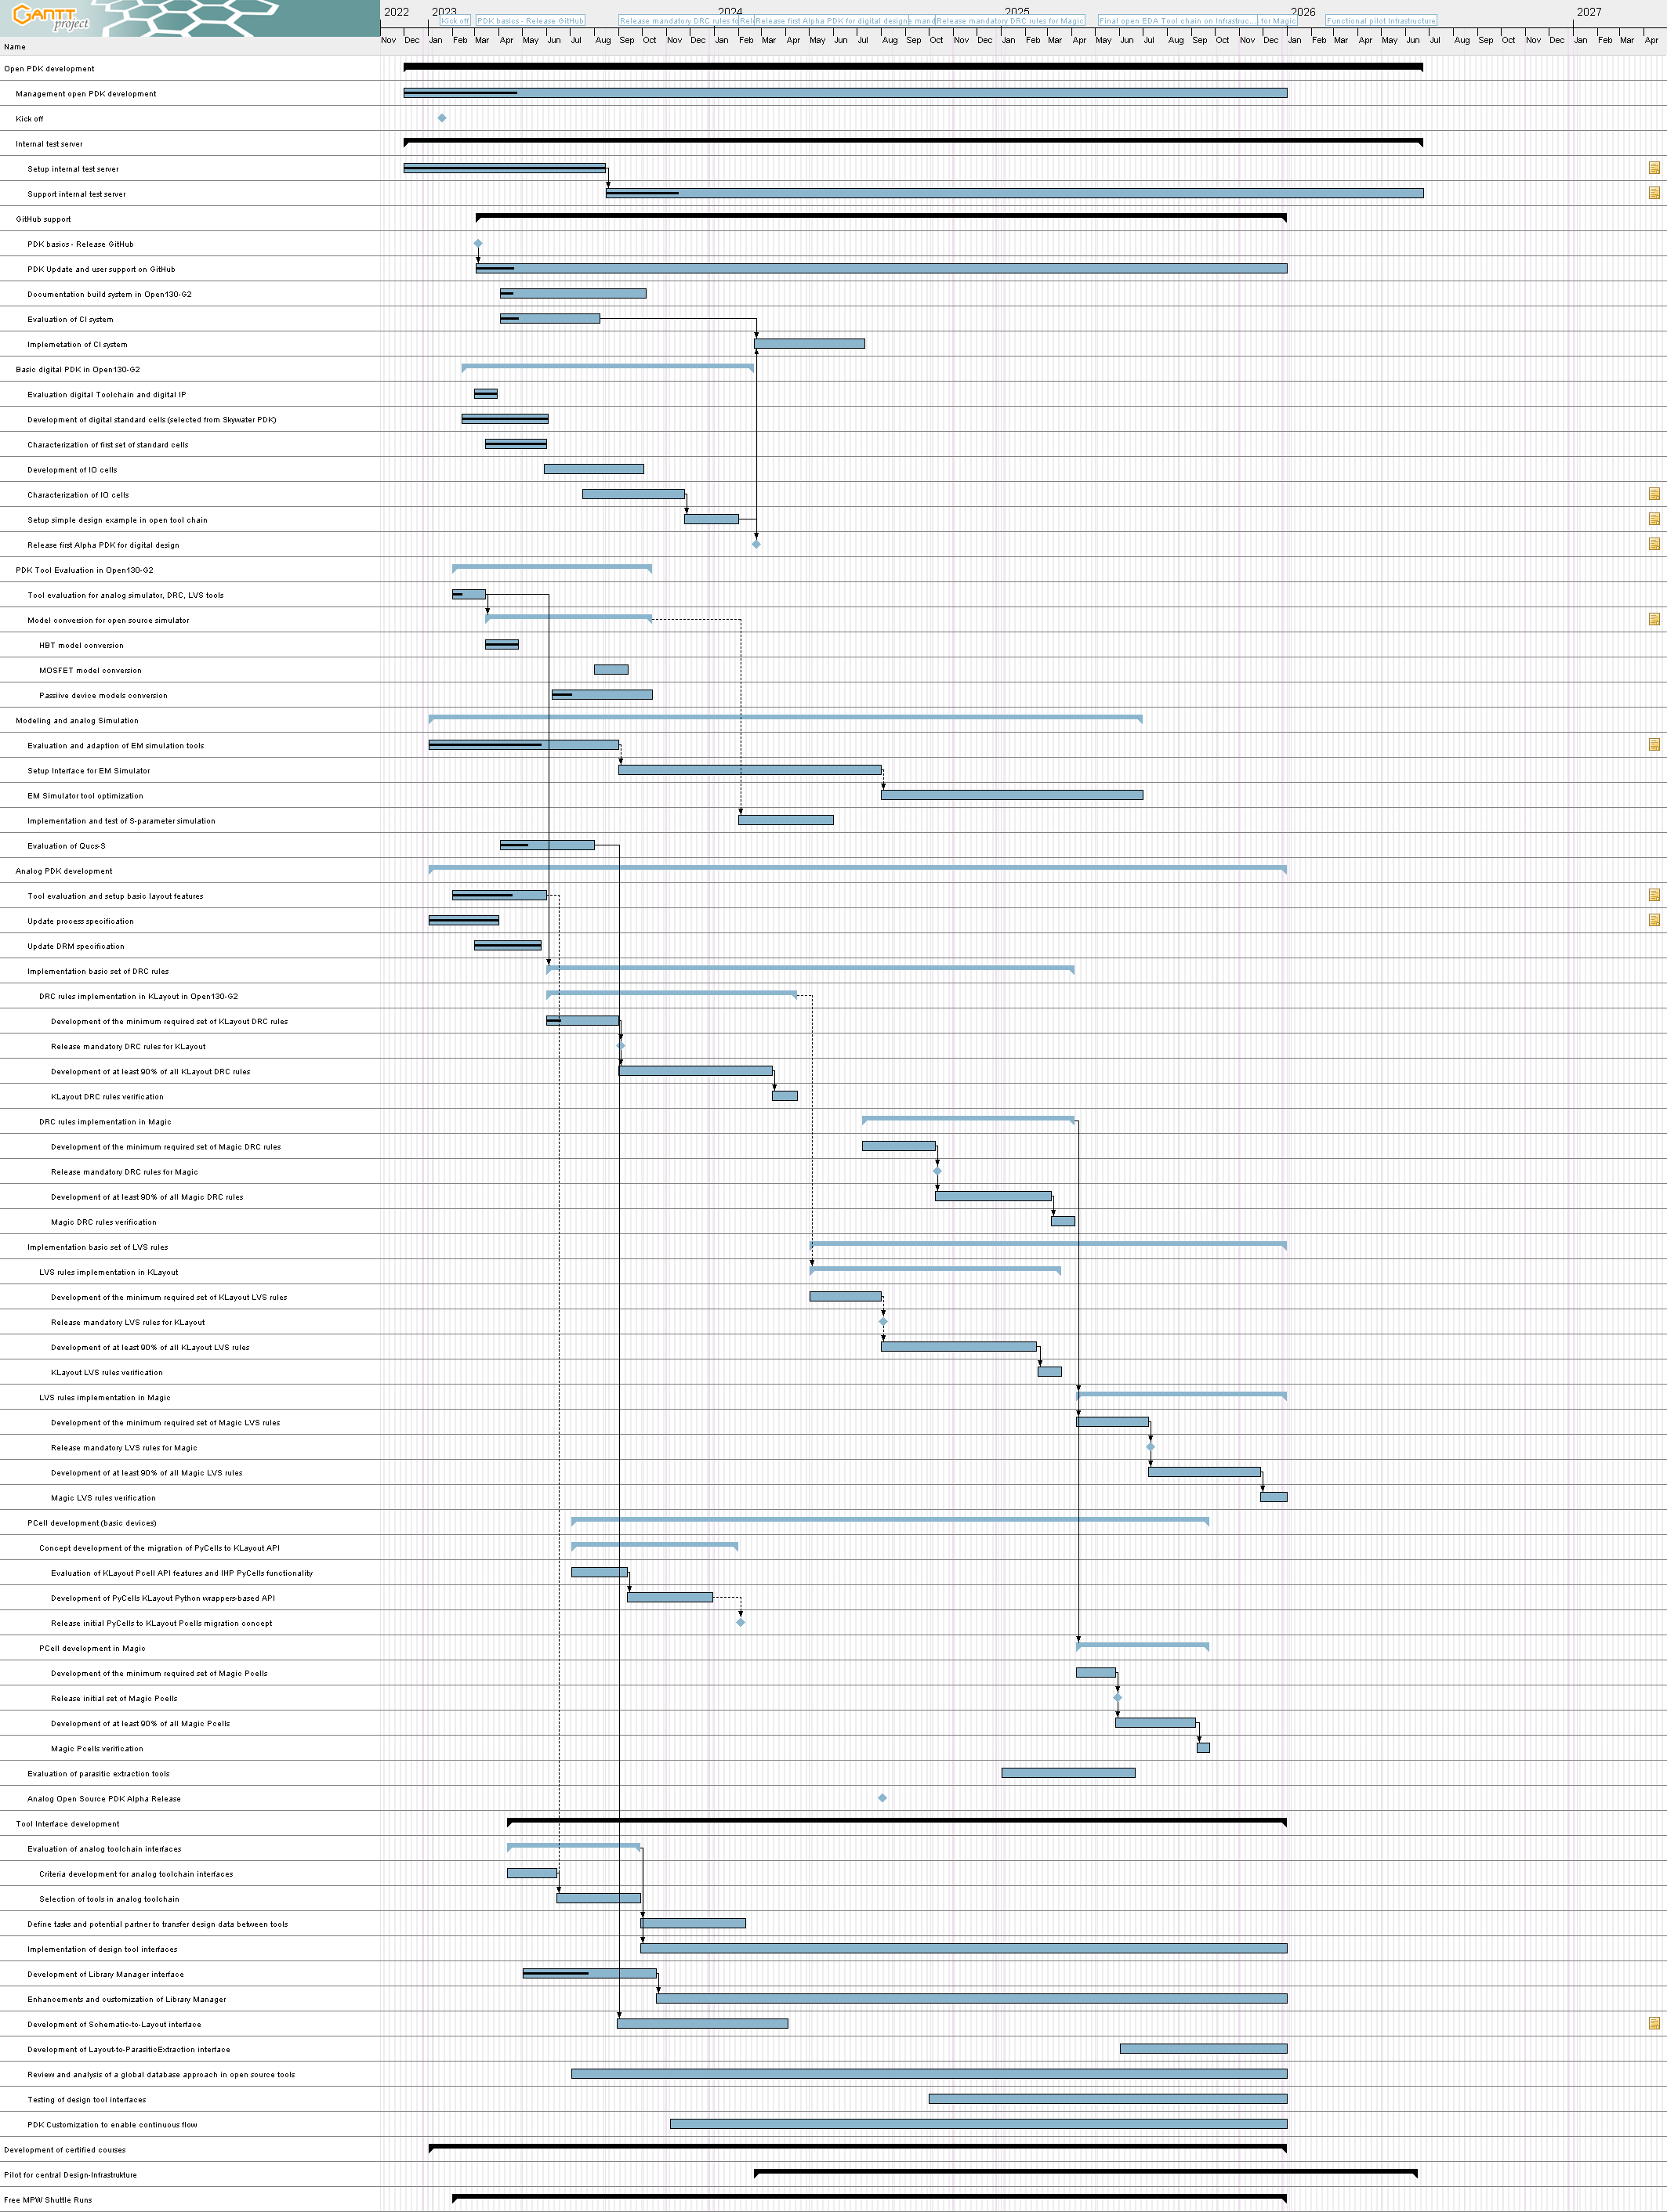 GANTT
project
2022 2023 2024 2025 2026 2027
Kick off PDK basics - Release GitHub Release mandatory DRC rules fo Rel Release first Alpha PDK for digital design mand Release mandatory DRC rules for Magic Final open EDA Tool chain on Infastruc... for Magic Functional pilot Infrastructure
Name Nov Dec Jan Feb Mar Apr May Jun Jul Aug Sep Oct Nov Dec Jan Feb Mar Apr May Jun Jul Aug Sep Oct Nov Dec Jan Feb Mar Apr May Jun Jul Aug Sep Oct Nov Dec Jan Feb Mar Apr May Jun Jul Aug Sep Oct Nov Dec Jan Feb Mar Apr
Open PDK development
Management open PDK development
Kick off
Internal test server
Setup internal test server
Support internal test server
GitHub support
PDK basics - Release GitHub
PDK Update and user support on GitHub
Documentation build system in Open130-G2
Evaluation of CI system
Implemetation of CI system
Basic digital PDK in Open130-G2
Evaluation digital Toolchain and digital IP
Development of digital standard cells (selected from Skywater PDK)
Characterization of first set of standard cells
Development of IO cells
Characterization of IO cells
Setup simple design example in open tool chain
Release first Alpha PDK for digital design
PDK Tool Evaluation in Open130-G2
Tool evaluation for analog simulator, DRC, LVS tools
Model conversion for open source simulator
HBT model conversion
MOSFET model conversion
Passiive device models conversion
Modeling and analog Simulation
Evaluation and adaption of EM simulation tools
Setup Interface for EM Simulator
EM Simulator tool optimization
Implementation and test of S-parameter simulation
Evaluation of Qucs-S
Analog PDK development
Tool evaluation and setup basic layout features
Update process specification
Update DRM specification
Implementation basic set of DRC rules
DRC rules implementation in KLayout in Open130-G2
Development of the minimum required set of KLayout DRC rules
Release mandatory DRC rules for KLayout
Development of at least 90% of all KLayout DRC rules
KLayout DRC rules verification
DRC rules implementation in Magic
Development of the minimum required set of Magic DRC rules
Release mandatory DRC rules for Magic
Development of at least 90% of all Magic DRC rules
Magic DRC rules verification
Implementation basic set of LVS rules
LVS rules implementation in KLayout
Development of the minimum required set of KLayout LVS rules
Release mandatory LVS rules for KLayout
Development of at least 90% of all KLayout LVS rules
KLayout LVS rules verification
LVS rules implementation in Magic
Development of the minimum required set of Magic LVS rules
Release mandatory LVS rules for Magic
Development of at least 90% of all Magic LVS rules
Magic LVS rules verification
PCell development (basic devices)
Concept development of the migration of PyCells to KLayout API
Evaluation of KLayout Pcell API features and IHP PyCells functionality
Development of PyCells KLayout Python wrappers-based API
Release initial PyCells to KLayout Pcells migration concept
PCell development in Magic
Development of the minimum required set of Magic Pcells
Release initial set of Magic Pcells
Development of at least 90% of all Magic Pcells
Magic Pcells verification
Evaluation of parasitic extraction tools
Analog Open Source PDK Alpha Release
Tool Interface development
Evaluation of analog toolchain interfaces
Criteria development for analog toolchain interfaces
Selection of tools in analog toolchain
Define tasks and potential partner to transfer design data between tools
Implementation of design tool interfaces
Development of Library Manager interface
Enhancements and customization of Library Manager
Development of Schematic-to-Layout interface
Development of Layout-to-ParasiticExtraction interface
Review and analysis of a global database approach in open source tools
Testing of design tool interfaces
PDK Customization to enable continuous flow
Development of certified courses
Pilot for central Design-Infrastrukture
Free MPW Shuttle Runs